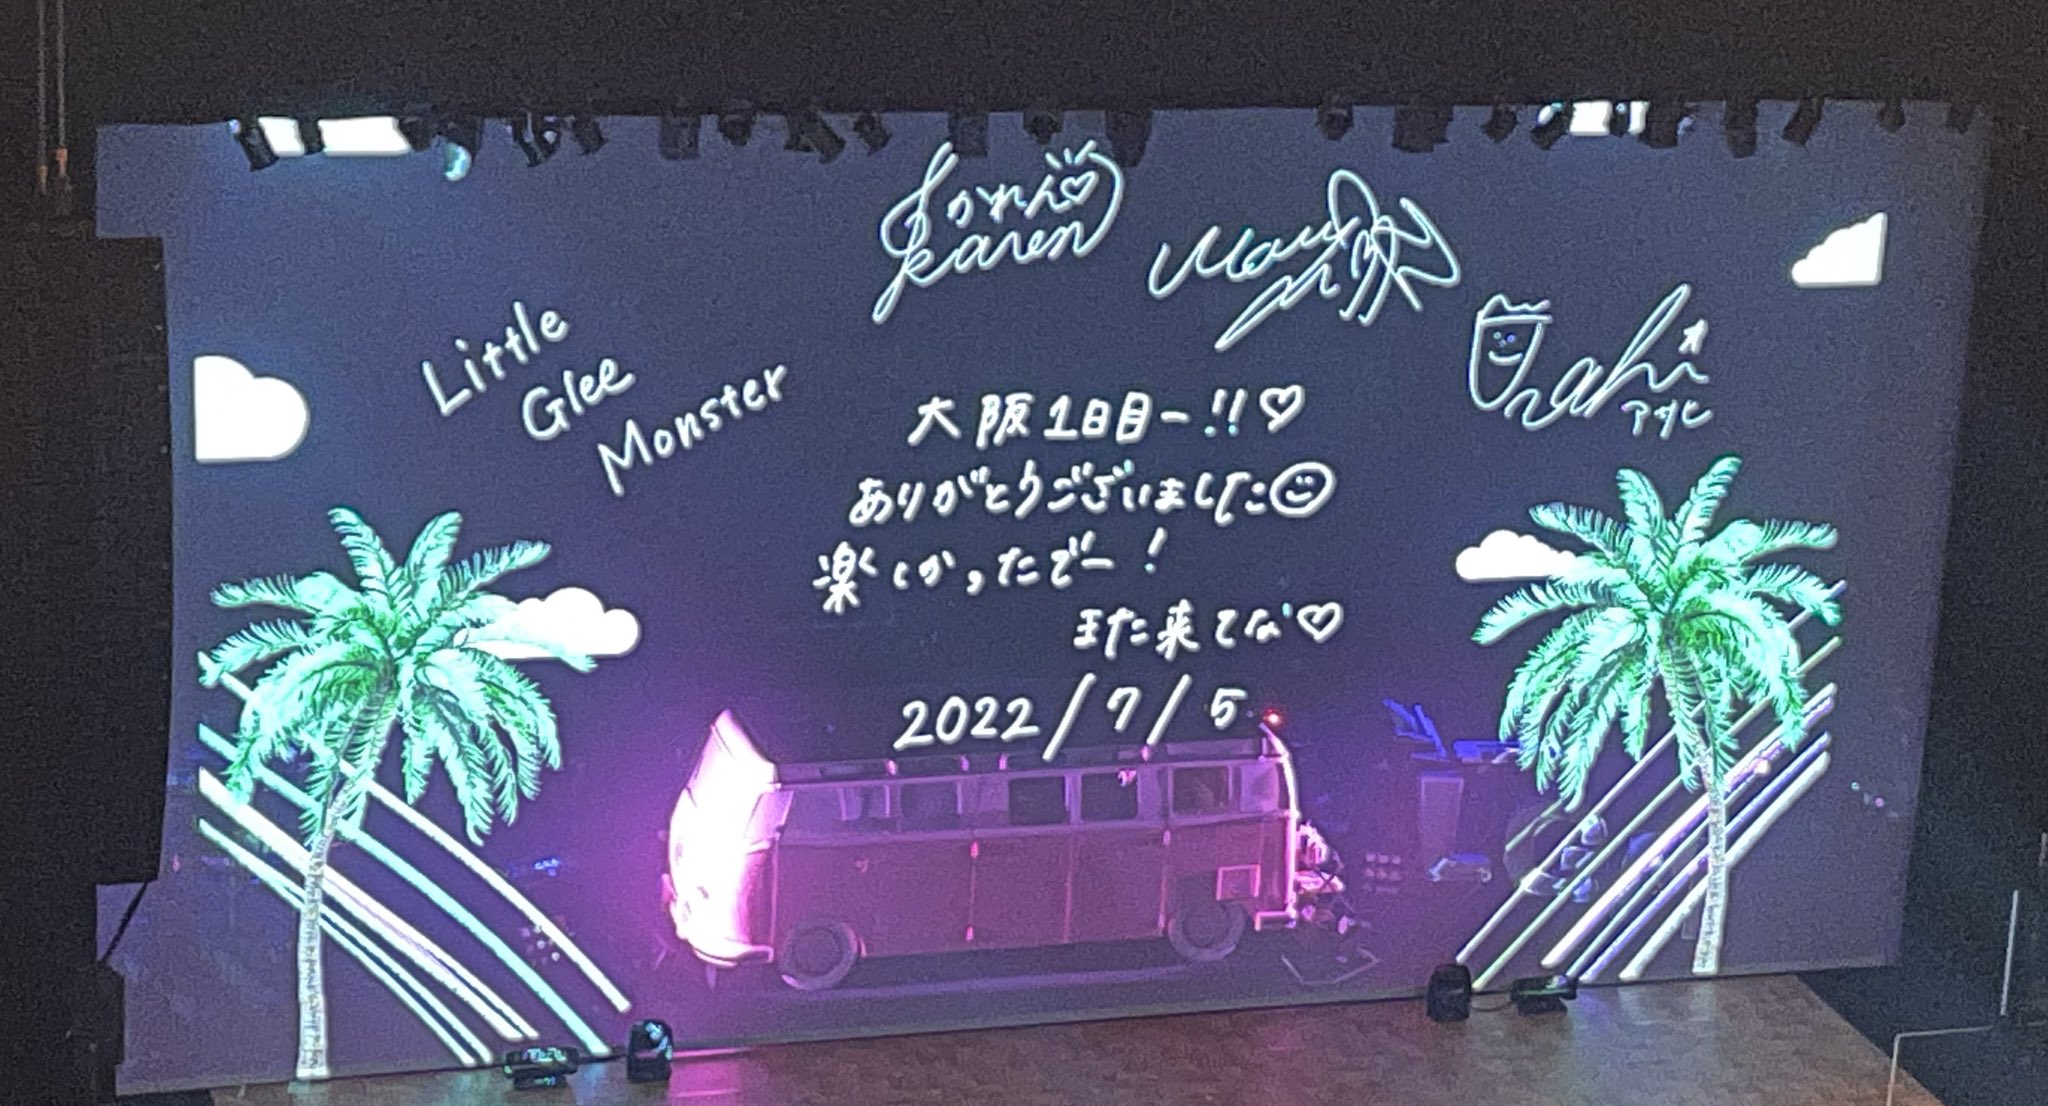 Little
Glee
Monster
かれん♡
karen
アサヒ
大阪1日目ー!!♡
ありがとうございました☺
楽しかったでー!
また来てな♡
2022/7/5